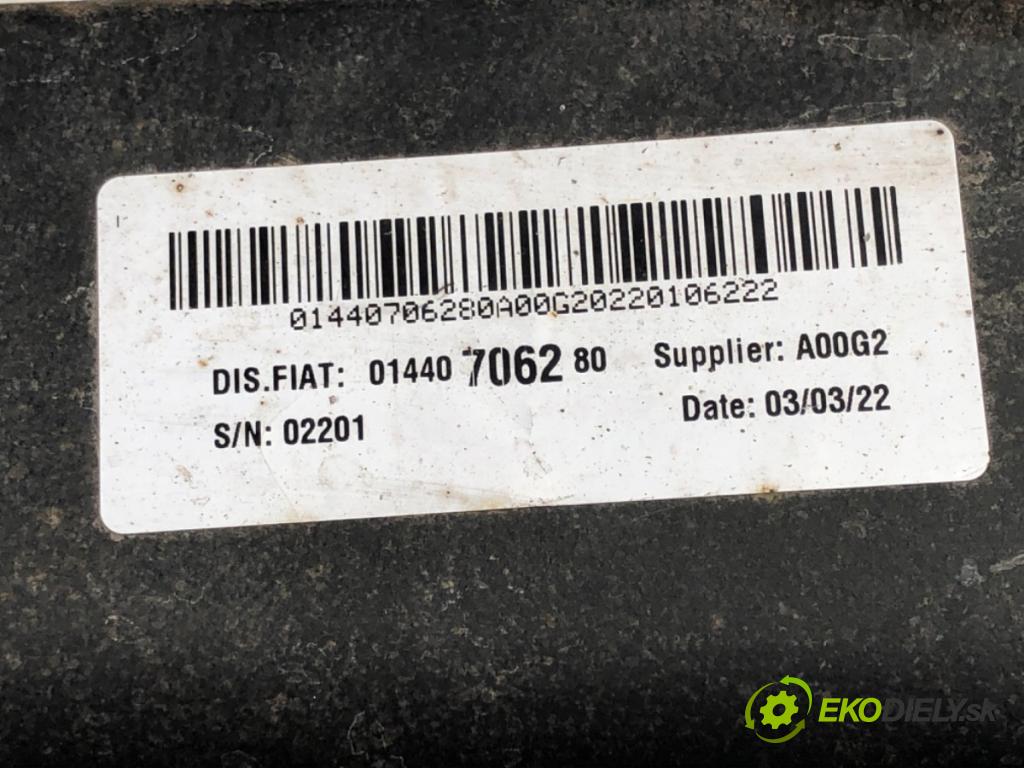 01440706280A00G20220106222
DIS.FIAT: 01440 7062 80 Supplier: A00G2
S/N: 02201 Date: 03/03/22
EKODIELY.sk